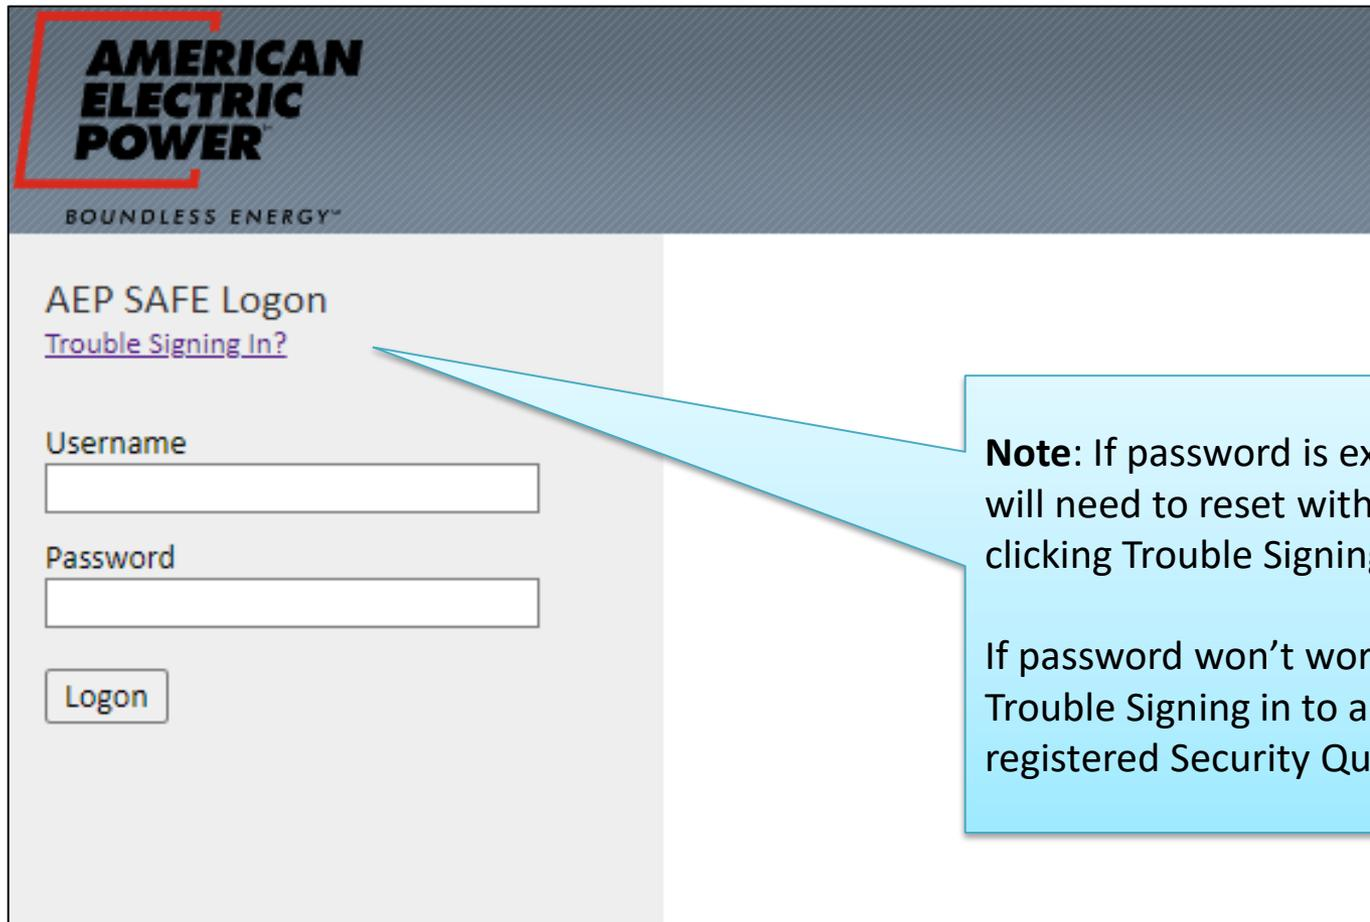 AMERICAN
ELECTRIC
POWER
BOUNDLESS ENERGY℠
AEP SAFE Logon
Trouble Signing In?
Username
Password
Logon
Note: If password is
will need to reset with
clicking Trouble
If password won’t
Trouble Signing in to
registered Security